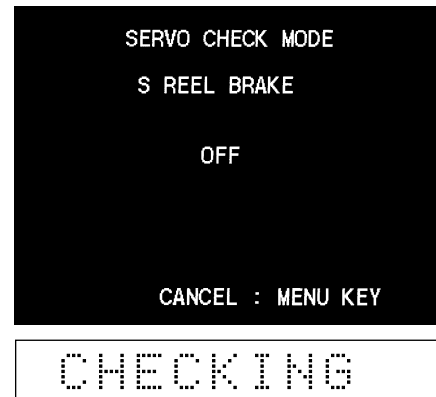 SERVO CHECK MODE
S REEL BRAKE
OFF
CANCEL : MENU KEY
CHECKING